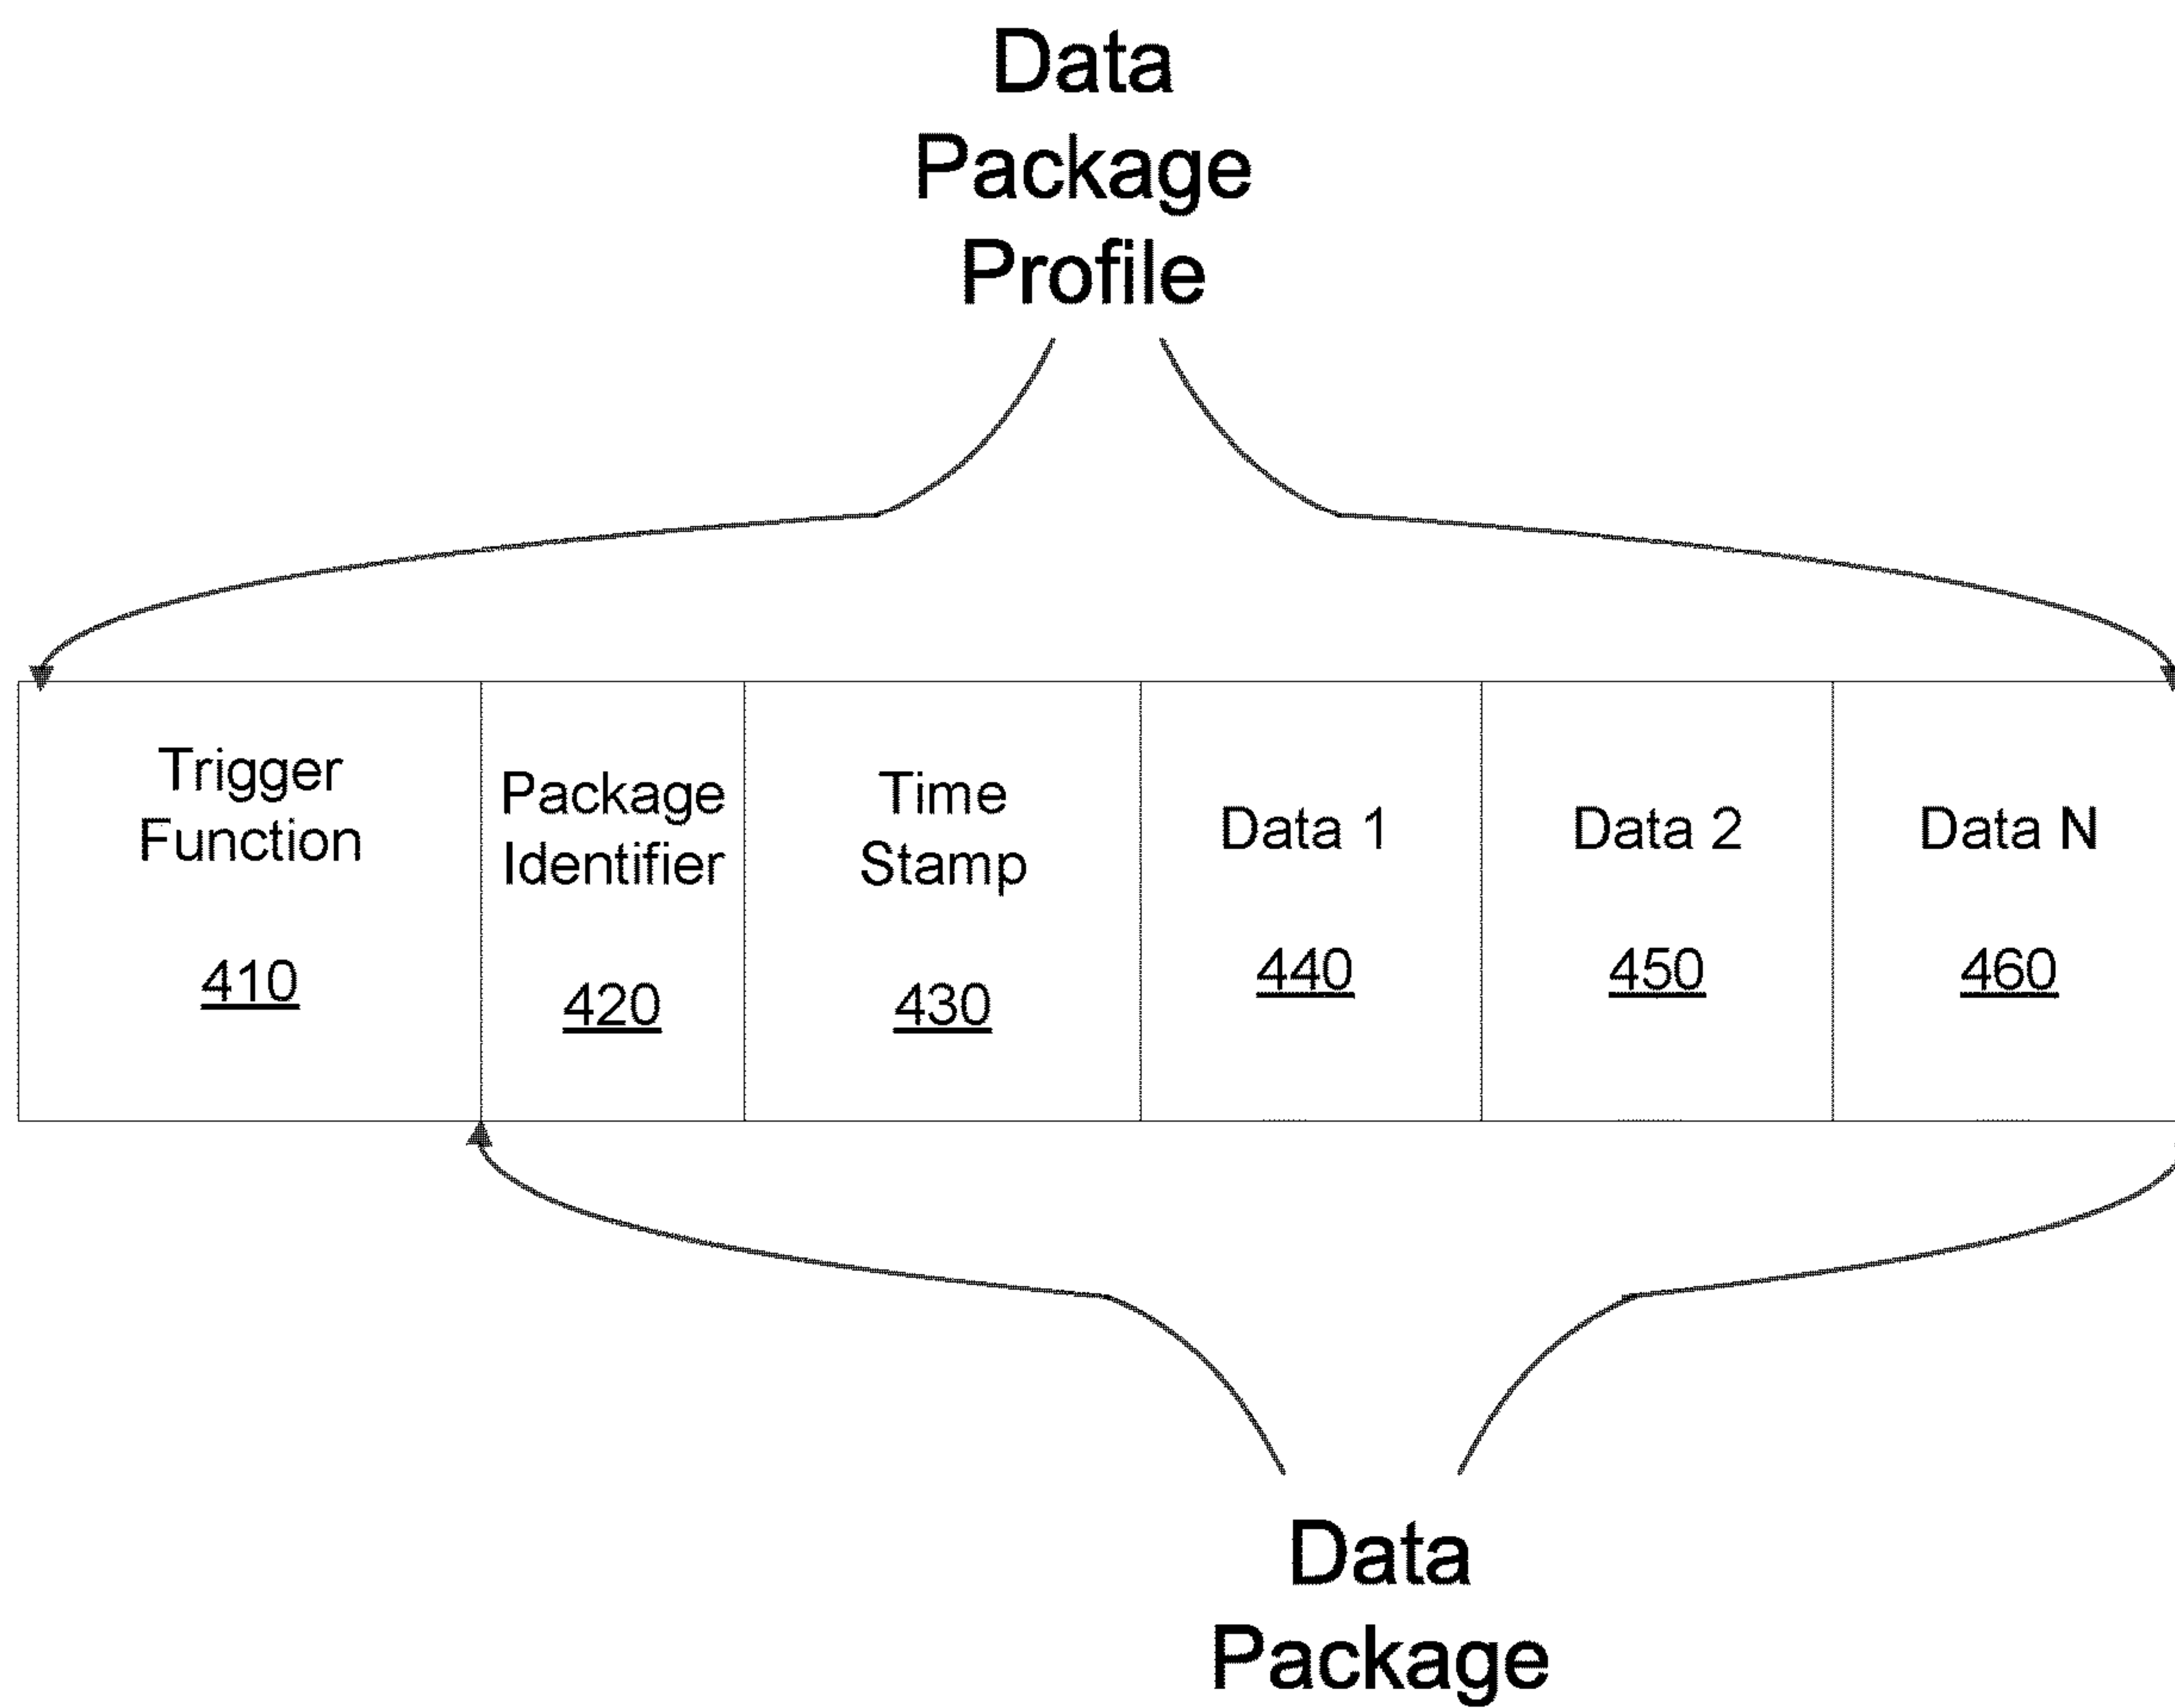 Data
Package
Profile
Trigger
Function
410
Package
Identifier
420
Time
Stamp
430
Data 1
440
Data 2
450
Data N
460
Data
Package